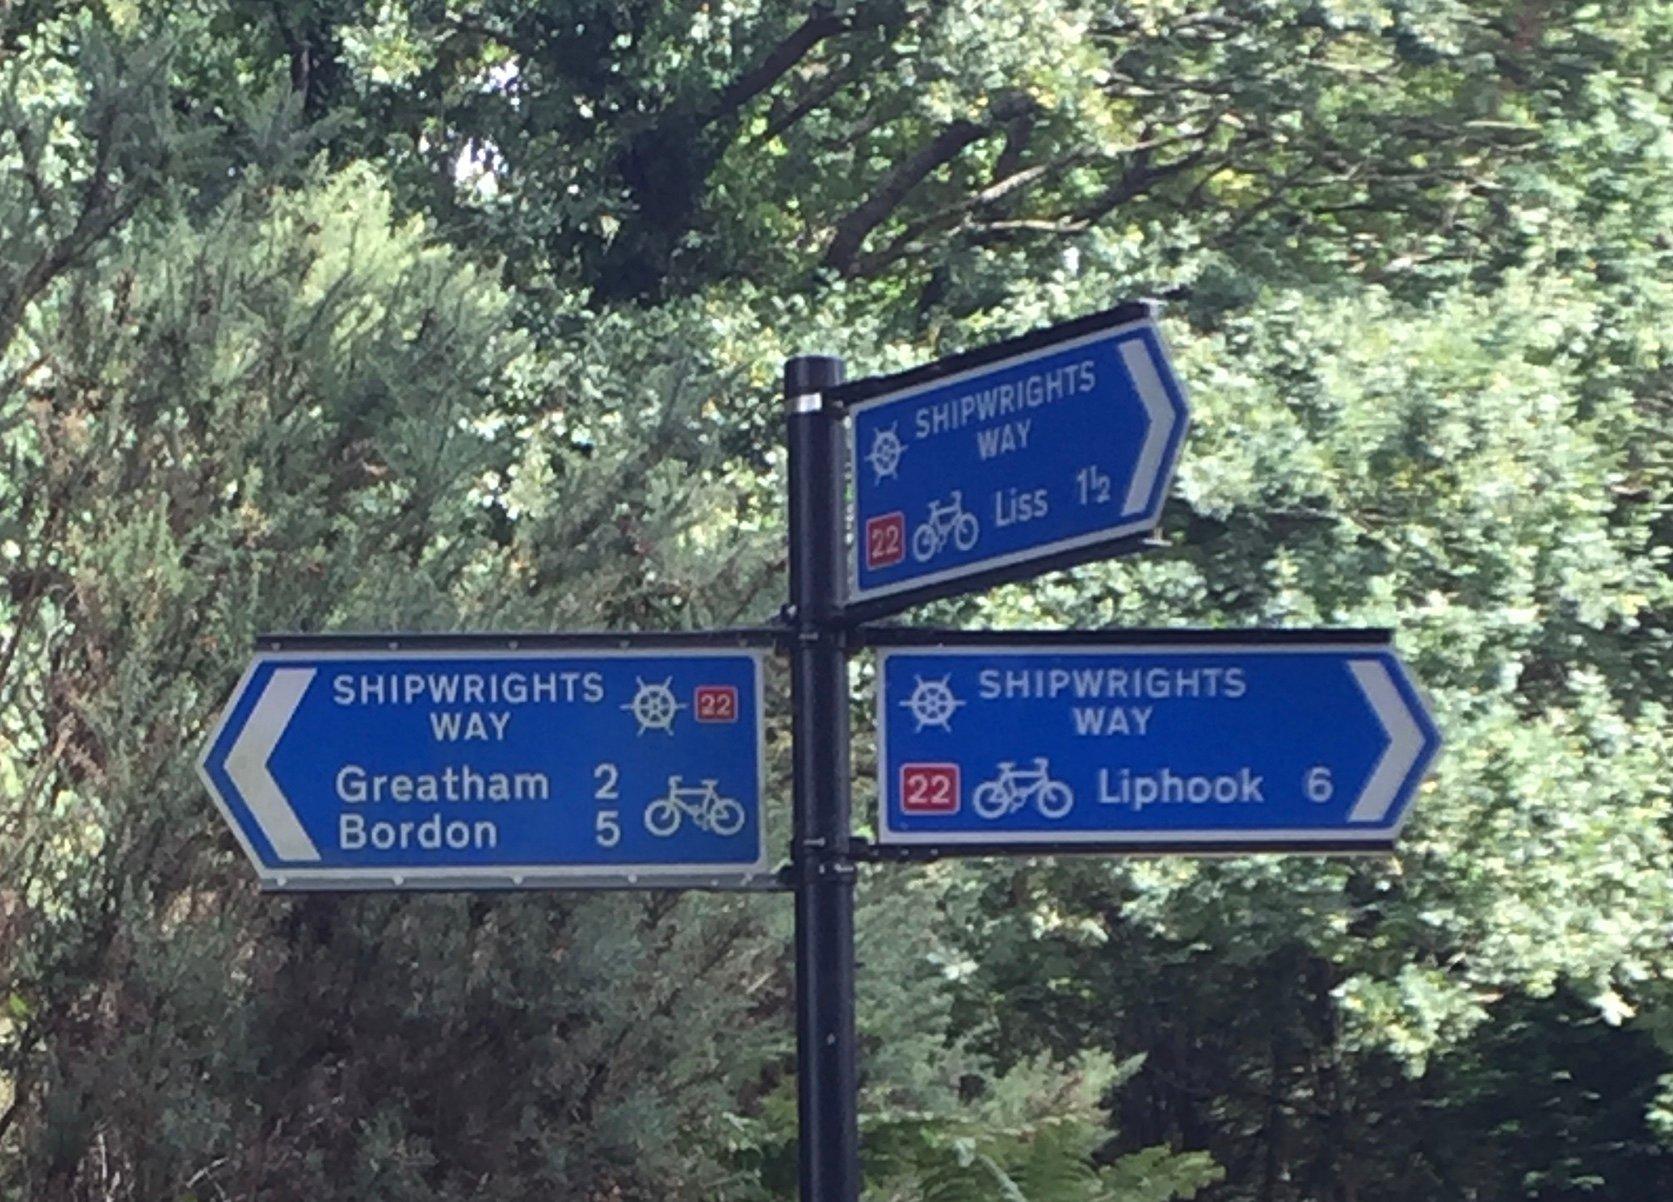 SHIPWRIGHTS
WAY
22 Liss 1½
SHIPWRIGHTS 22
WAY
Greatham 2
Bordon 5
SHIPWRIGHTS
WAY
22 Liphook 6